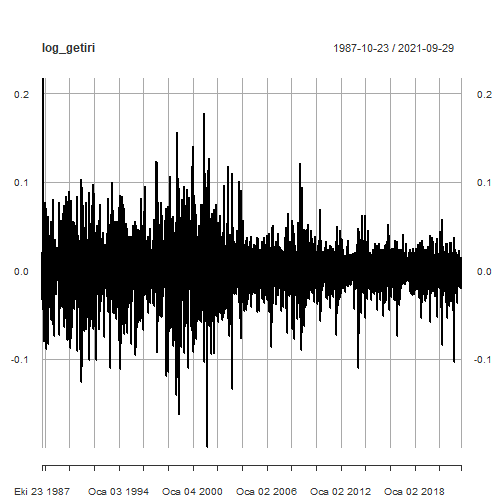 log_getiri 1987-10-23 / 2021-09-29
0.2 0.2
0.1 0.1
0.0 0.0
-0.1 -0.1
Eki 23 1987 Oca 03 1994 Oca 04 2000 Oca 02 2006 Oca 02 2012 Oca 02 2018